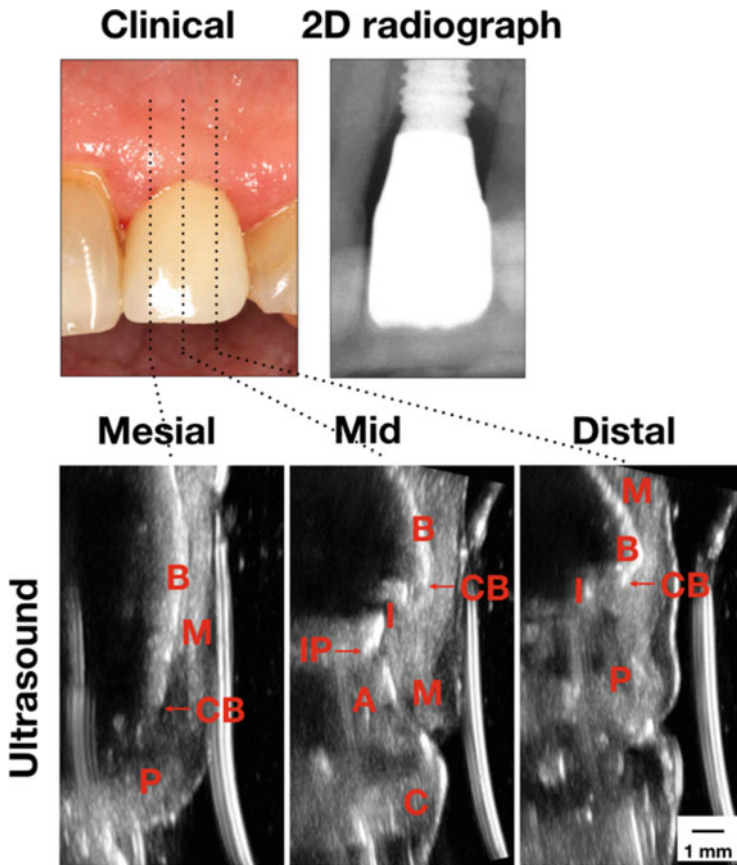 Clinical
2D radiograph
Mesial
Mid
Distal
Ultrasound
B
M
CB
P
B
CB
I
IP
A
M
C
M
B
CB
I
P
1 mm